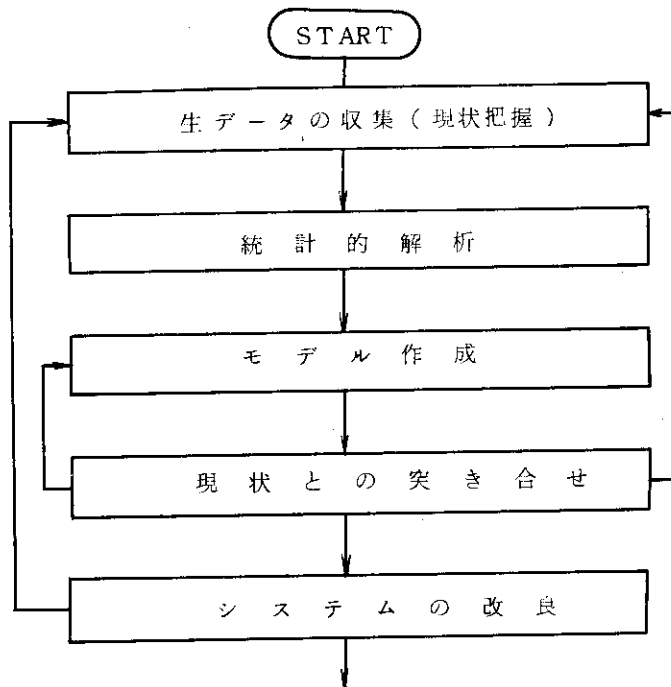 START
生データの収集(現状把握)
統計的解析
モデル作成
現状との突き合せ
システムの改良